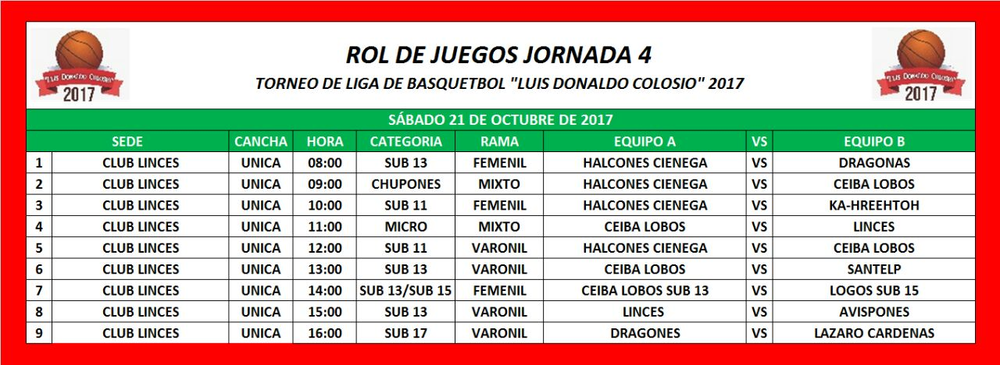 "LUIS DONALDO COLOSIO"
2017
ROL DE JUEGOS JORNADA 4
TORNEO DE LIGA DE BASQUETBOL "LUIS DONALDO COLOSIO" 2017
"LUIS DONALDO COLOSIO"
2017
SÁBADO 21 DE OCTUBRE DE 2017
SEDE CANCHA HORA CATEGORIA RAMA EQUIPO A VS EQUIPO B
1 CLUB LINCES UNICA 08:00 SUB 13 FEMENIL HALCONES CIENEGA VS DRAGONAS
2 CLUB LINCES UNICA 09:00 CHUPONES MIXTO HALCONES CIENEGA VS CEIBA LOBOS
3 CLUB LINCES UNICA 10:00 SUB 11 FEMENIL HALCONES CIENEGA VS KA-HREEHTOH
4 CLUB LINCES UNICA 11:00 MICRO MIXTO CEIBA LOBOS VS LINCES
5 CLUB LINCES UNICA 12:00 SUB 11 VARONIL HALCONES CIENEGA VS CEIBA LOBOS
6 CLUB LINCES UNICA 13:00 SUB 13 VARONIL CEIBA LOBOS VS SANTELP
7 CLUB LINCES UNICA 14:00 SUB 13/SUB 15 FEMENIL CEIBA LOBOS SUB 13 VS LOGOS SUB 15
8 CLUB LINCES UNICA 15:00 SUB 13 VARONIL LINCES VS AVISPONES
9 CLUB LINCES UNICA 16:00 SUB 17 VARONIL DRAGONES VS LAZARO CARDENAS